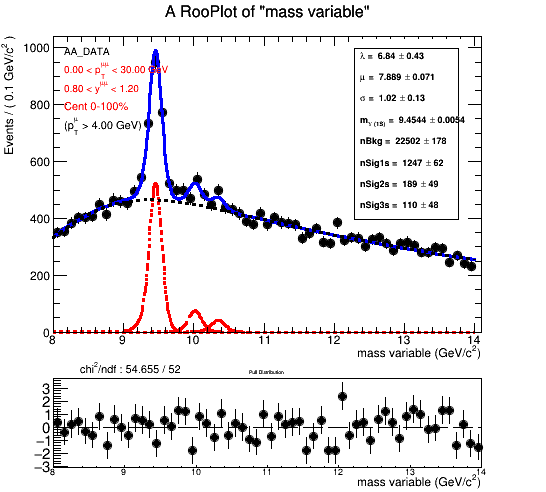 A RooPlot of "mass variable"
Events / ( 0.1 GeV/c² )
1000
800
600
400
200
0
AA_DATA
0.00 < p_T^μμ < 30.00 GeV
0.80 < y^μμ < 1.20
Cent 0-100%
(p_T^μ > 4.00 GeV)
λ = 6.84 ± 0.43
μ = 7.889 ± 0.071
σ = 1.02 ± 0.13
m_Υ (1S) = 9.4544 ± 0.0054
nBkg = 22502 ± 178
nSig1s = 1247 ± 62
nSig2s = 189 ± 49
nSig3s = 110 ± 48
8 9 10 11 12 13 14
mass variable (GeV/c²)
chi²/ndf : 54.655 / 52
Pull Distribution
3
2
1
0
−1
−2
−3
8 9 10 11 12 13 14
mass variable (GeV/c²)